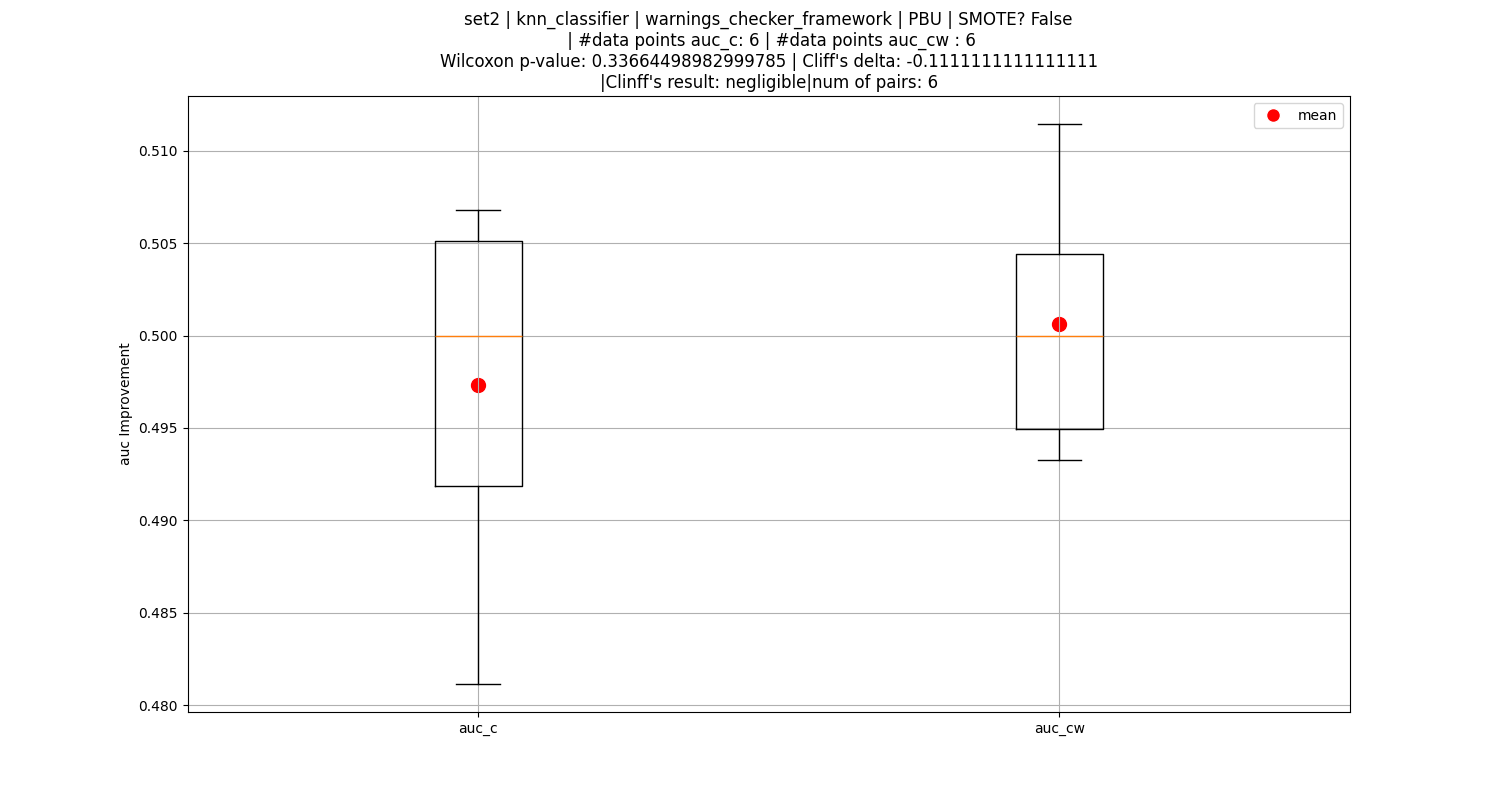 set2 | knn_classifier | warnings_checker_framework | PBU | SMOTE? False
| #data points auc_c: 6 | #data points auc_cw : 6
Wilcoxon p-value: 0.33664498982999785 | Cliff's delta: -0.1111111111111111
|Clinff's result: negligible|num of pairs: 6
mean
0.510
0.505
0.500
0.495
0.490
0.485
0.480
auc Improvement
auc_c
auc_cw